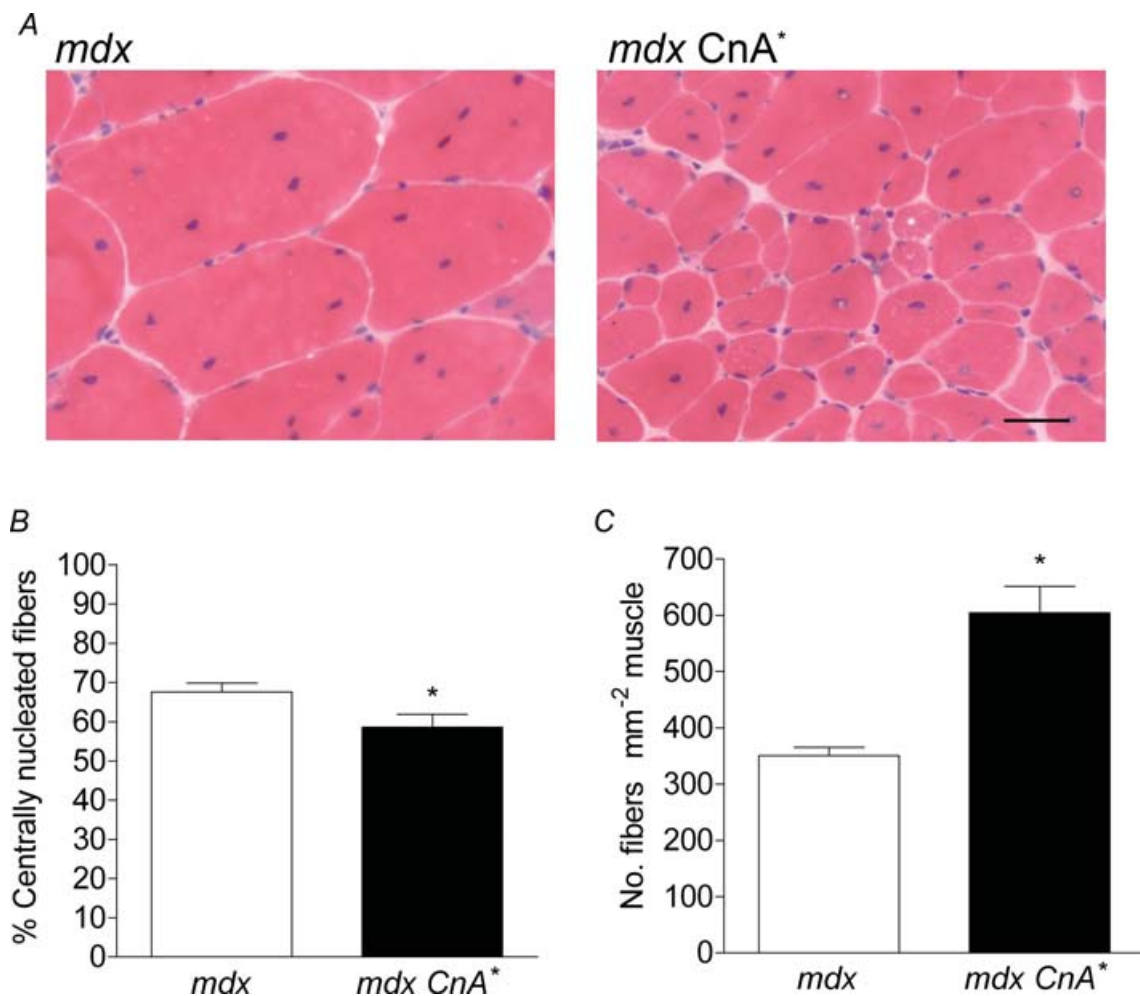 A
mdx
mdx CnA*
B
% Centrally nucleated fibers
100
90
80
70
60
50
40
30
20
10
0
*
mdx
mdx CnA*
C
No. fibers mm⁻² muscle
700
600
500
400
300
200
100
0
*
mdx
mdx CnA*